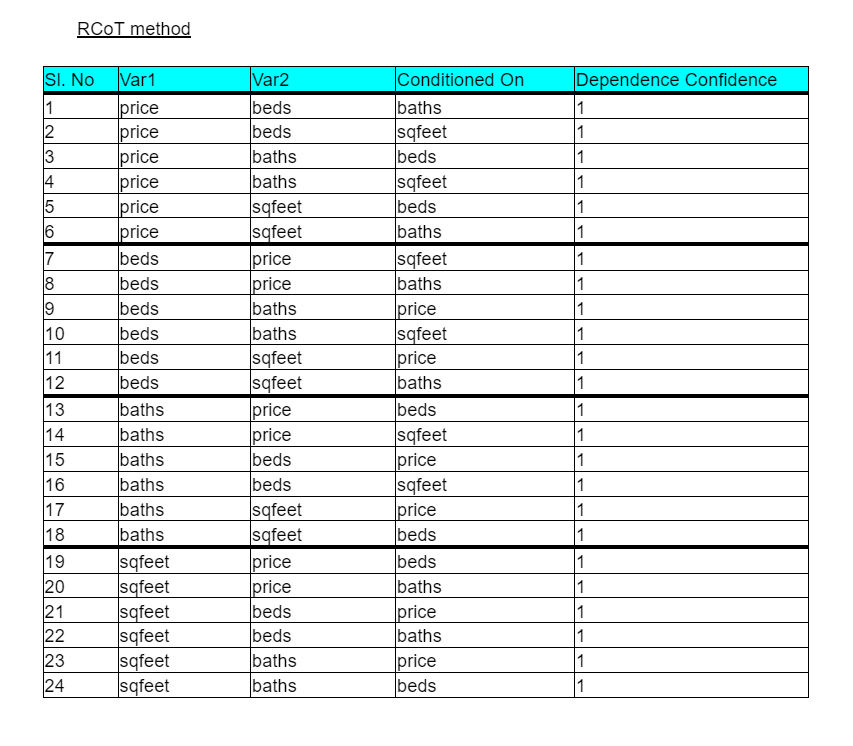 RCoT method
Sl. No Var1 Var2 Conditioned On Dependence Confidence
1 price beds baths 1
2 price beds sqfeet 1
3 price baths beds 1
4 price baths sqfeet 1
5 price sqfeet beds 1
6 price sqfeet baths 1
7 beds price sqfeet 1
8 beds price baths 1
9 beds baths price 1
10 beds baths sqfeet 1
11 beds sqfeet price 1
12 beds sqfeet baths 1
13 baths price beds 1
14 baths price sqfeet 1
15 baths beds price 1
16 baths beds sqfeet 1
17 baths sqfeet price 1
18 baths sqfeet beds 1
19 sqfeet price beds 1
20 sqfeet price baths 1
21 sqfeet beds price 1
22 sqfeet beds baths 1
23 sqfeet baths price 1
24 sqfeet baths beds 1